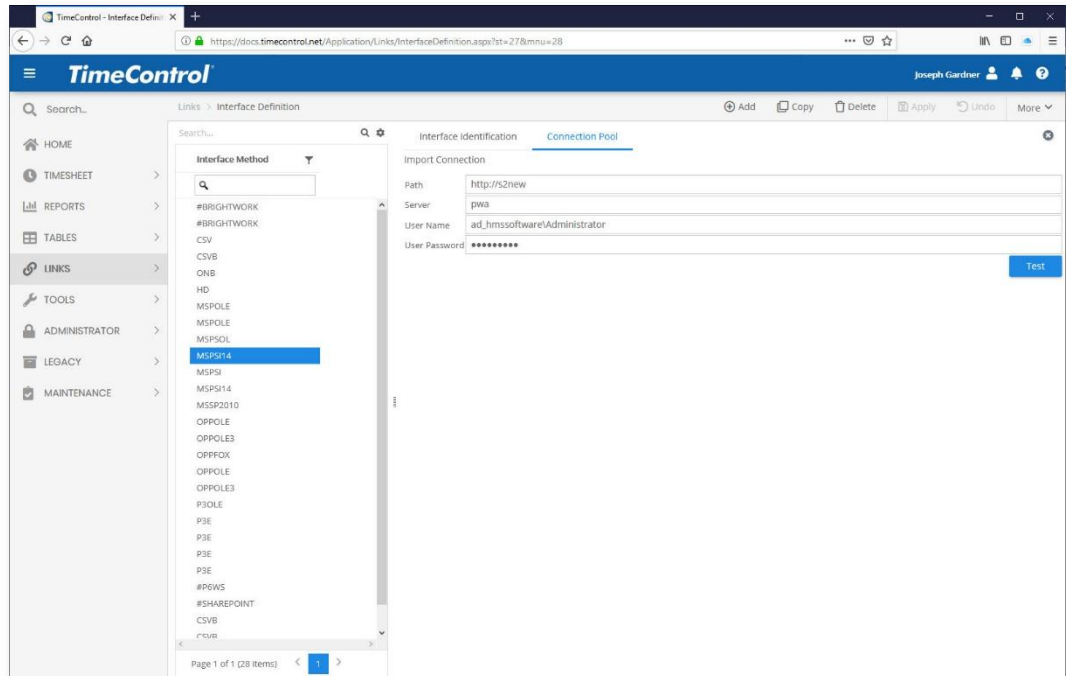 TimeControl - Interface Definit
https://docs.timecontrol.net/Application/Links/InterfaceDefinition.aspx?st=27&mnu=28
TimeControl
Joseph Gardner
Search...
Links > Interface Definition
Add Copy Delete Apply Undo More
HOME
TIMESHEET
REPORTS
TABLES
LINKS
TOOLS
ADMINISTRATOR
LEGACY
MAINTENANCE
Search...
Interface Method
#BRIGHTWORK
#BRIGHTWORK
CSV
CSVB
ONB
HD
MSPOLE
MSPOLE
MSPSOL
MSPSI14
MSPSI
MSPSI14
MSSP2010
OPPOLE
OPPOLE3
OPPFOX
OPPOLE
OPPOLE3
P3OLE
P3E
P3E
P3E
P3E
#P6WS
#SHAREPOINT
CSVB
CSVB
Page 1 of 1 (28 items) < 1 >
Interface Identification Connection Pool
Import Connection
Path http://s2new
Server pwa
User Name ad_hmssoftware\Administrator
User Password •••••••••
Test